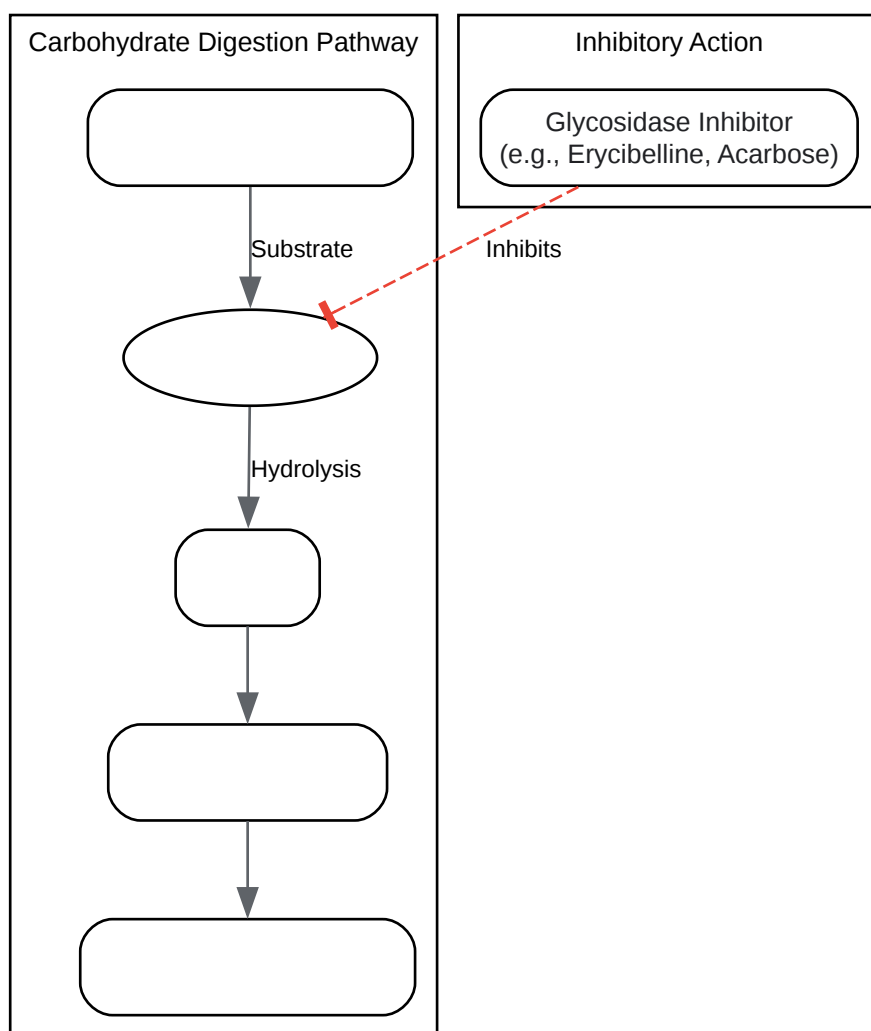 Carbohydrate Digestion Pathway
Inhibitory Action
Glycosidase Inhibitor
(e.g., Erycibelline, Acarbose)
Substrate
Inhibits
Hydrolysis